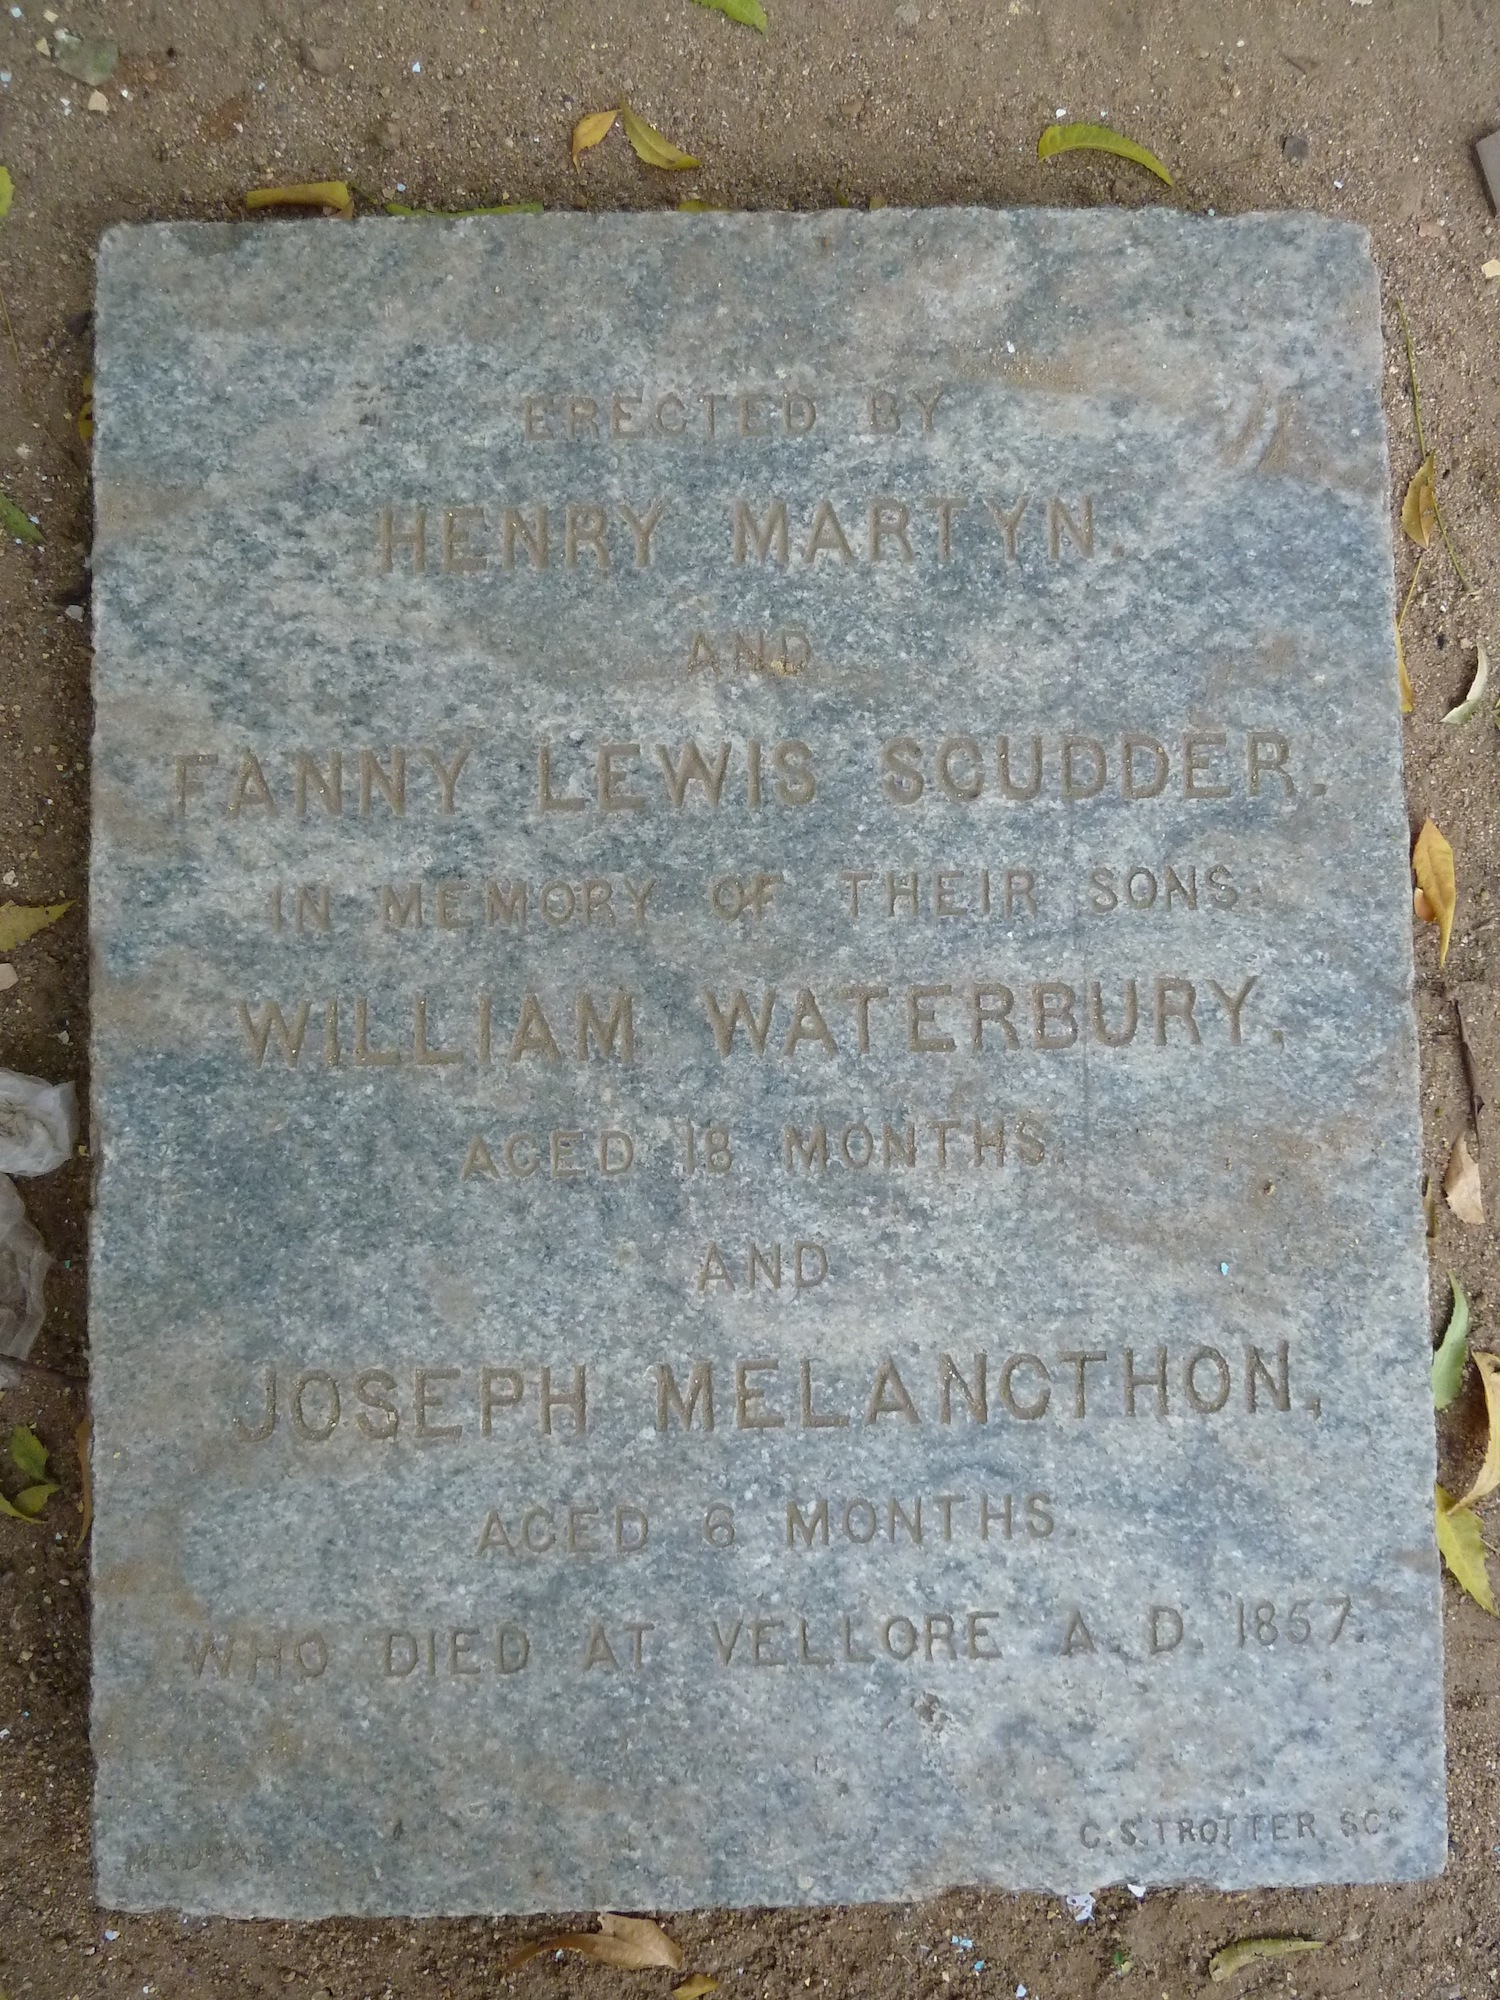 ERECTED BY
HENRY MARTYN.
AND
FANNY LEWIS SCUDDER.
IN MEMORY OF THEIR SONS.
WILLIAM WATERBURY,
AGED 18 MONTHS.
AND
JOSEPH MELANCTHON,
AGED 6 MONTHS.
WHO DIED AT VELLORE A.D. 1857.
MADRAS C.S. TROTTER SCR